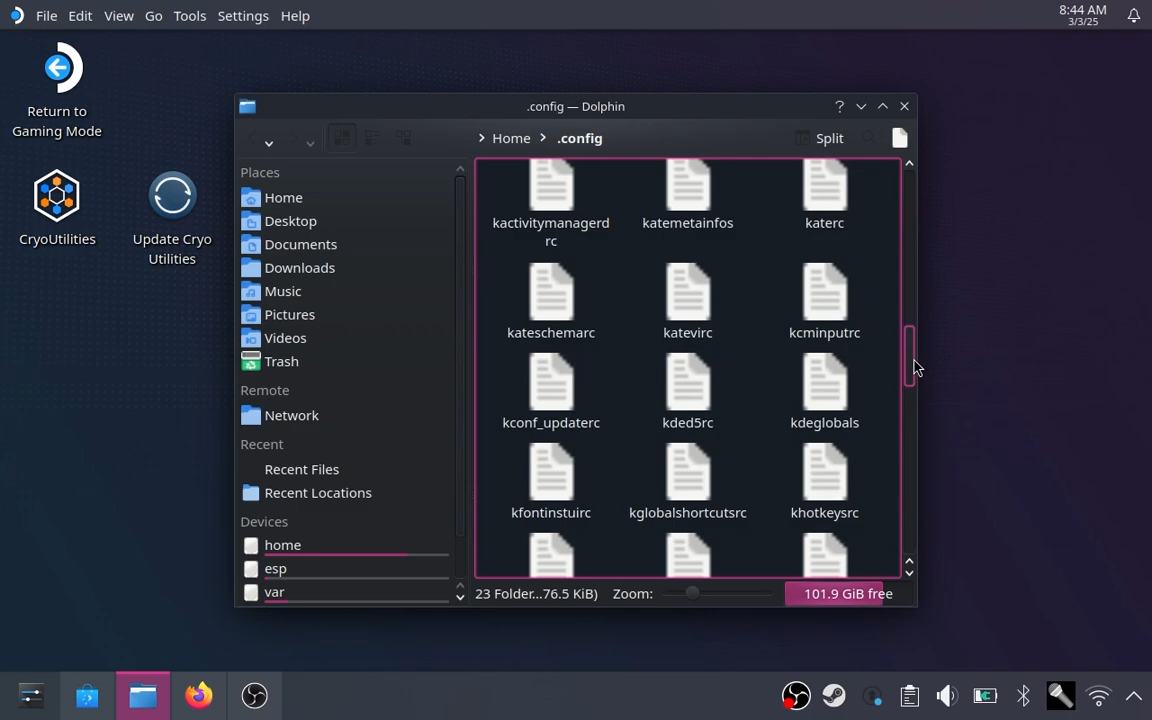 File Edit View Go Tools Settings Help
8:44 AM
3/3/25
Return to
Gaming Mode
CryoUtilities
Update Cryo
Utilities
.config — Dolphin
Home
.config
Split
Places
Home
Desktop
Documents
Downloads
Music
Pictures
Videos
Trash
Remote
Network
Recent
Recent Files
Recent Locations
Devices
home
esp
var
kactivitymanagerd
rc
katemetainfos
katerc
kateschemarc
katevirc
kcminputrc
kconf_updaterc
kded5rc
kdeglobals
kfontinstuirc
kglobalshortcutsrc
khotkeysrc
23 Folder...76.5 KiB)
Zoom:
101.9 GiB free